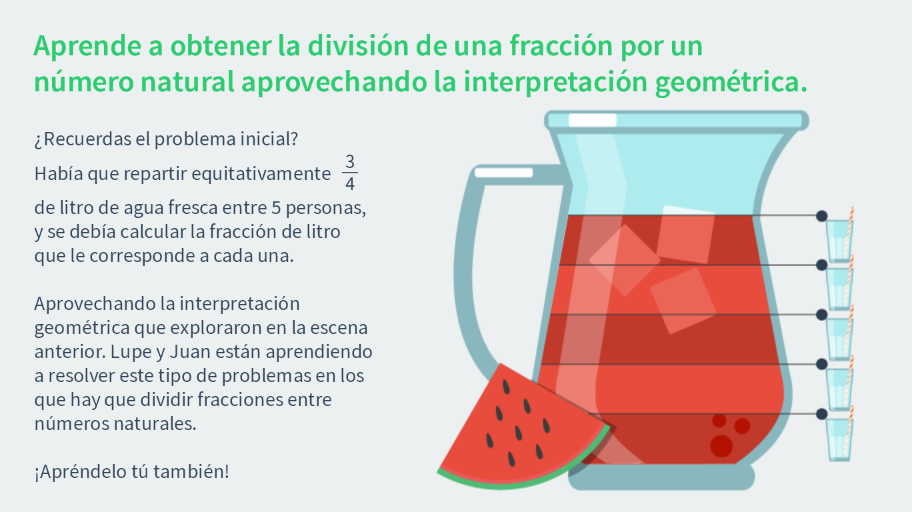 Aprende a obtener la división de una fracción por un
número natural aprovechando la interpretación geométrica.
¿Recuerdas el problema inicial?
Había que repartir equitativamente 3/4
de litro de agua fresca entre 5 personas,
y se debía calcular la fracción de litro
que le corresponde a cada una.
Aprovechando la interpretación
geométrica que exploraron en la escena
anterior. Lupe y Juan están aprendiendo
a resolver este tipo de problemas en los
que hay que dividir fracciones entre
números naturales.
¡Apréndelo tú también!